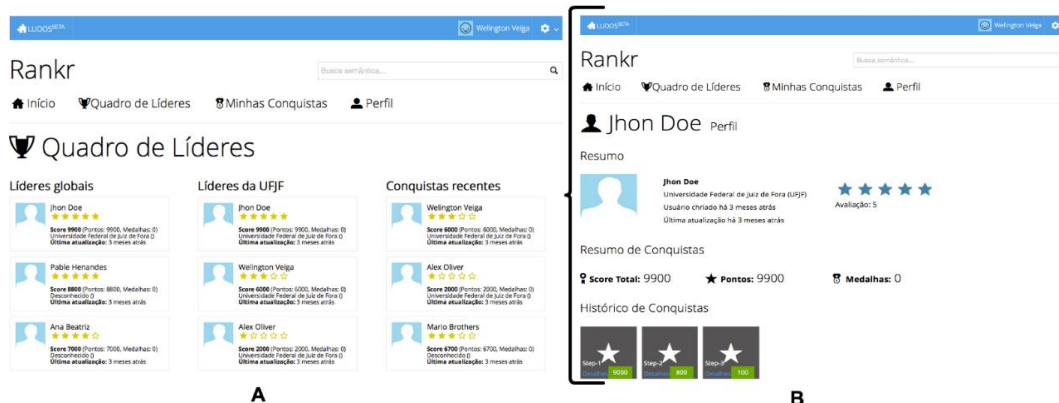 LUDOSBETA
Welington Veiga
Rankr
Busca semântica...
Início Quadro de Líderes Minhas Conquistas Perfil
Quadro de Líderes
Líderes globais
Jhon Doe
Score 9900 (Pontos: 9900, Medalhas: 0)
Universidade Federal de Juiz de Fora ()
Última atualização: 3 meses atrás
Pable Henandes
Score 8800 (Pontos: 8800, Medalhas: 0)
Desconhecido ()
Última atualização: 3 meses atrás
Ana Beatriz
Score 7000 (Pontos: 7000, Medalhas: 0)
Desconhecido ()
Última atualização: 3 meses atrás
Líderes da UFJF
Jhon Doe
Score 9900 (Pontos: 9900, Medalhas: 0)
Universidade Federal de Juiz de Fora ()
Última atualização: 3 meses atrás
Welington Veiga
Score 6000 (Pontos: 6000, Medalhas: 0)
Universidade Federal de Juiz de Fora ()
Última atualização: 3 meses atrás
Alex Oliver
Score 2000 (Pontos: 2000, Medalhas: 0)
Universidade Federal de Juiz de Fora ()
Última atualização: 3 meses atrás
Conquistas recentes
Welington Veiga
Score 6000 (Pontos: 6000, Medalhas: 0)
Universidade Federal de Juiz de Fora ()
Última atualização: 3 meses atrás
Alex Oliver
Score 2000 (Pontos: 2000, Medalhas: 0)
Universidade Federal de Juiz de Fora ()
Última atualização: 3 meses atrás
Mario Brothers
Score 6700 (Pontos: 6700, Medalhas: 0)
Desconhecido ()
Última atualização: 3 meses atrás
A
LUDOSBETA
Welington Veiga
Rankr
Busca semântica...
Início Quadro de Líderes Minhas Conquistas Perfil
Jhon Doe Perfil
Resumo
Jhon Doe
Universidade Federal de Juiz de Fora (UFJF)
Usuário chriado há 3 meses atrás
Última atualização há 3 meses atrás
Avaliação: 5
Resumo de Conquistas
Score Total: 9900 Pontos: 9900 Medalhas: 0
Histórico de Conquistas
Step-1
Detalhes 9000
Step-2
Detalhes 800
Step-3
Detalhes 100
B